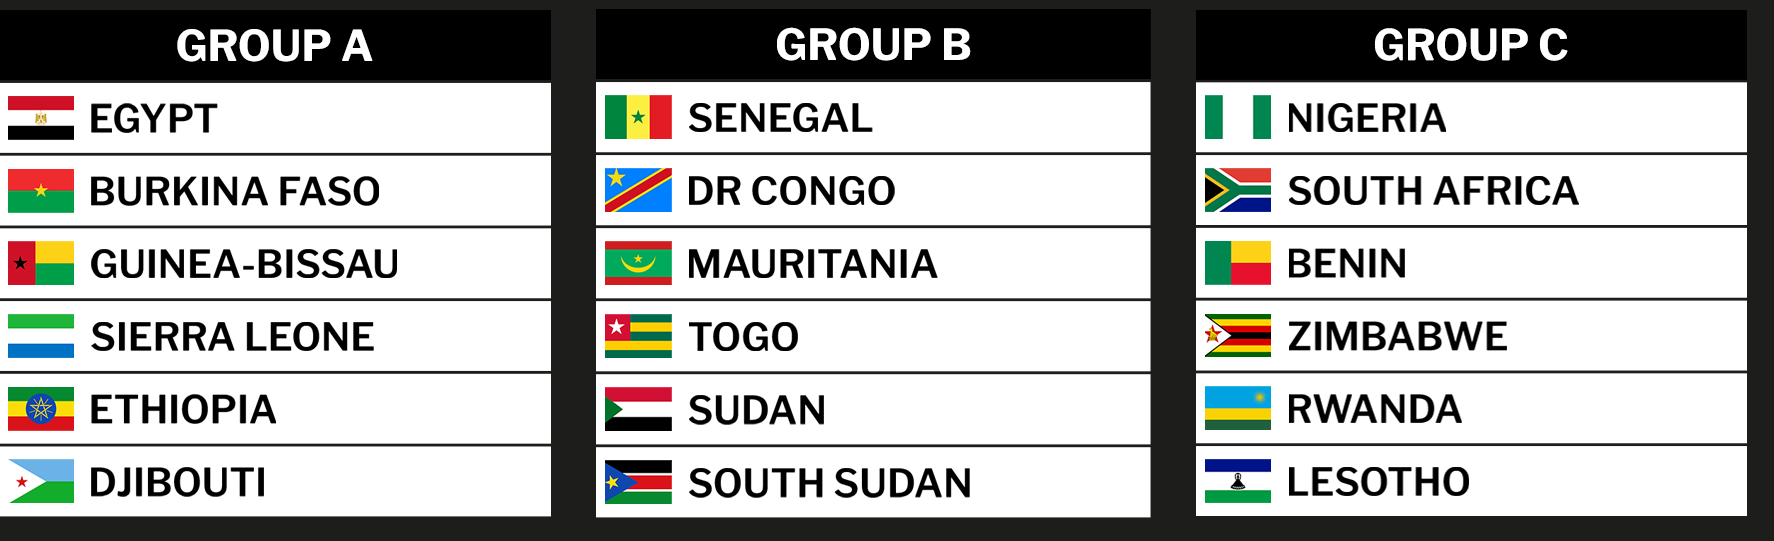 GROUP A
EGYPT
BURKINA FASO
GUINEA-BISSAU
SIERRA LEONE
ETHIOPIA
DJIBOUTI
GROUP B
SENEGAL
DR CONGO
MAURITANIA
TOGO
SUDAN
SOUTH SUDAN
GROUP C
NIGERIA
SOUTH AFRICA
BENIN
ZIMBABWE
RWANDA
LESOTHO